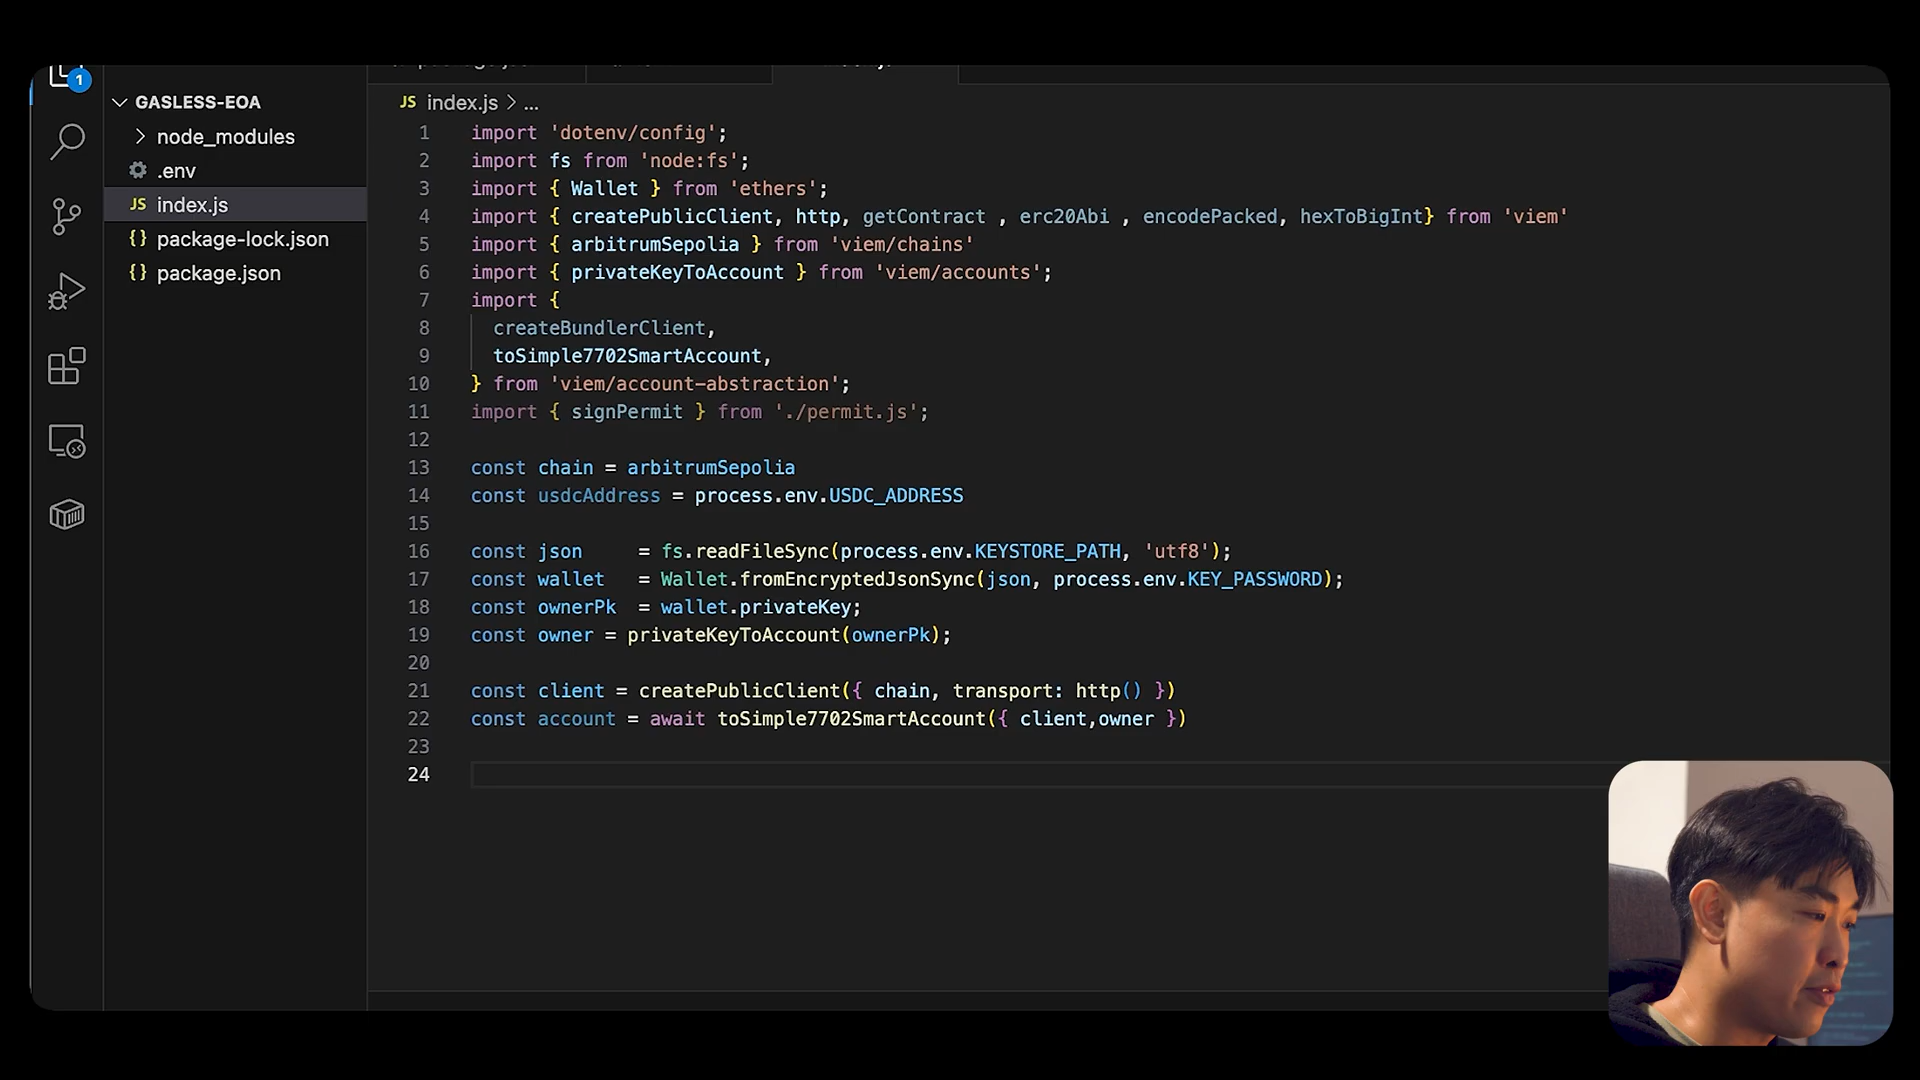 1
GASLESS-EOA
node_modules
.env
JS index.js
{} package-lock.json
{} package.json
JS index.js > ...
1 import 'dotenv/config';
2 import fs from 'node:fs';
3 import { Wallet } from 'ethers';
4 import { createPublicClient, http, getContract , erc20Abi , encodePacked, hexToBigInt} from 'viem'
5 import { arbitrumSepolia } from 'viem/chains'
6 import { privateKeyToAccount } from 'viem/accounts';
7 import {
8 createBundlerClient,
9 toSimple7702SmartAccount,
10 } from 'viem/account-abstraction';
11 import { signPermit } from './permit.js';
12
13 const chain = arbitrumSepolia
14 const usdcAddress = process.env.USDC_ADDRESS
15
16 const json = fs.readFileSync(process.env.KEYSTORE_PATH, 'utf8');
17 const wallet = Wallet.fromEncryptedJsonSync(json, process.env.KEY_PASSWORD);
18 const ownerPk = wallet.privateKey;
19 const owner = privateKeyToAccount(ownerPk);
20
21 const client = createPublicClient({ chain, transport: http() })
22 const account = await toSimple7702SmartAccount({ client,owner })
23
24